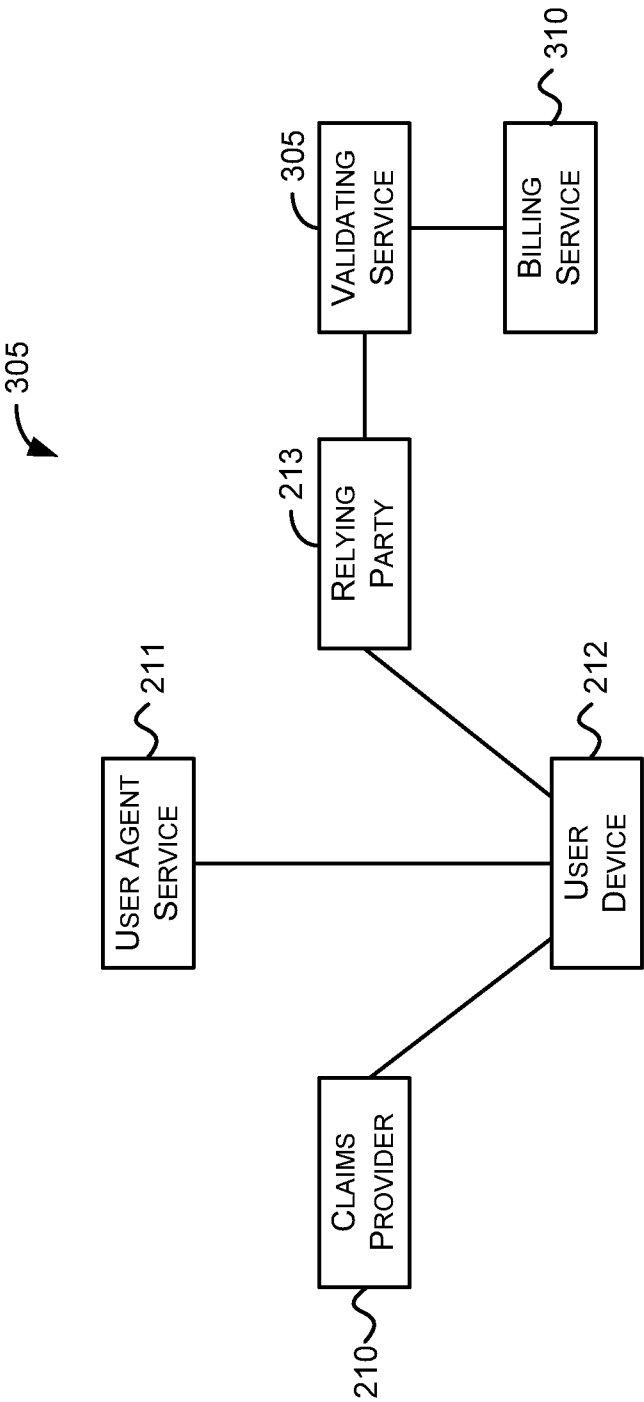 305
USER AGENT
SERVICE
211
CLAIMS
PROVIDER
210
RELYING
PARTY
213
VALIDATING
SERVICE
305
USER
DEVICE
212
BILLING
SERVICE
310